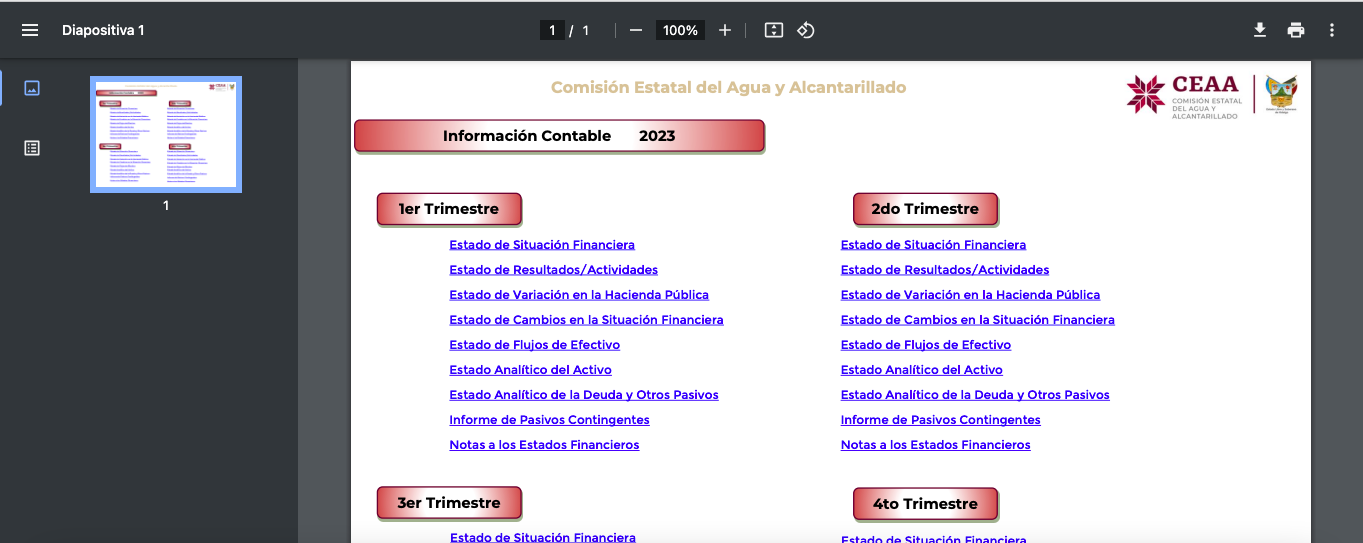 Diapositiva 1
1 / 1
100%
Comisión Estatal del Agua y Alcantarillado
CEAA
COMISIÓN ESTATAL
DEL AGUA Y
ALCANTARILLADO
Información Contable 2023
1er Trimestre
Estado de Situación Financiera
Estado de Resultados/Actividades
Estado de Variación en la Hacienda Pública
Estado de Cambios en la Situación Financiera
Estado de Flujos de Efectivo
Estado Analítico del Activo
Estado Analítico de la Deuda y Otros Pasivos
Informe de Pasivos Contingentes
Notas a los Estados Financieros
2do Trimestre
Estado de Situación Financiera
Estado de Resultados/Actividades
Estado de Variación en la Hacienda Pública
Estado de Cambios en la Situación Financiera
Estado de Flujos de Efectivo
Estado Analítico del Activo
Estado Analítico de la Deuda y Otros Pasivos
Informe de Pasivos Contingentes
Notas a los Estados Financieros
3er Trimestre
Estado de Situación Financiera
4to Trimestre
Estado de Situación Financiera
1